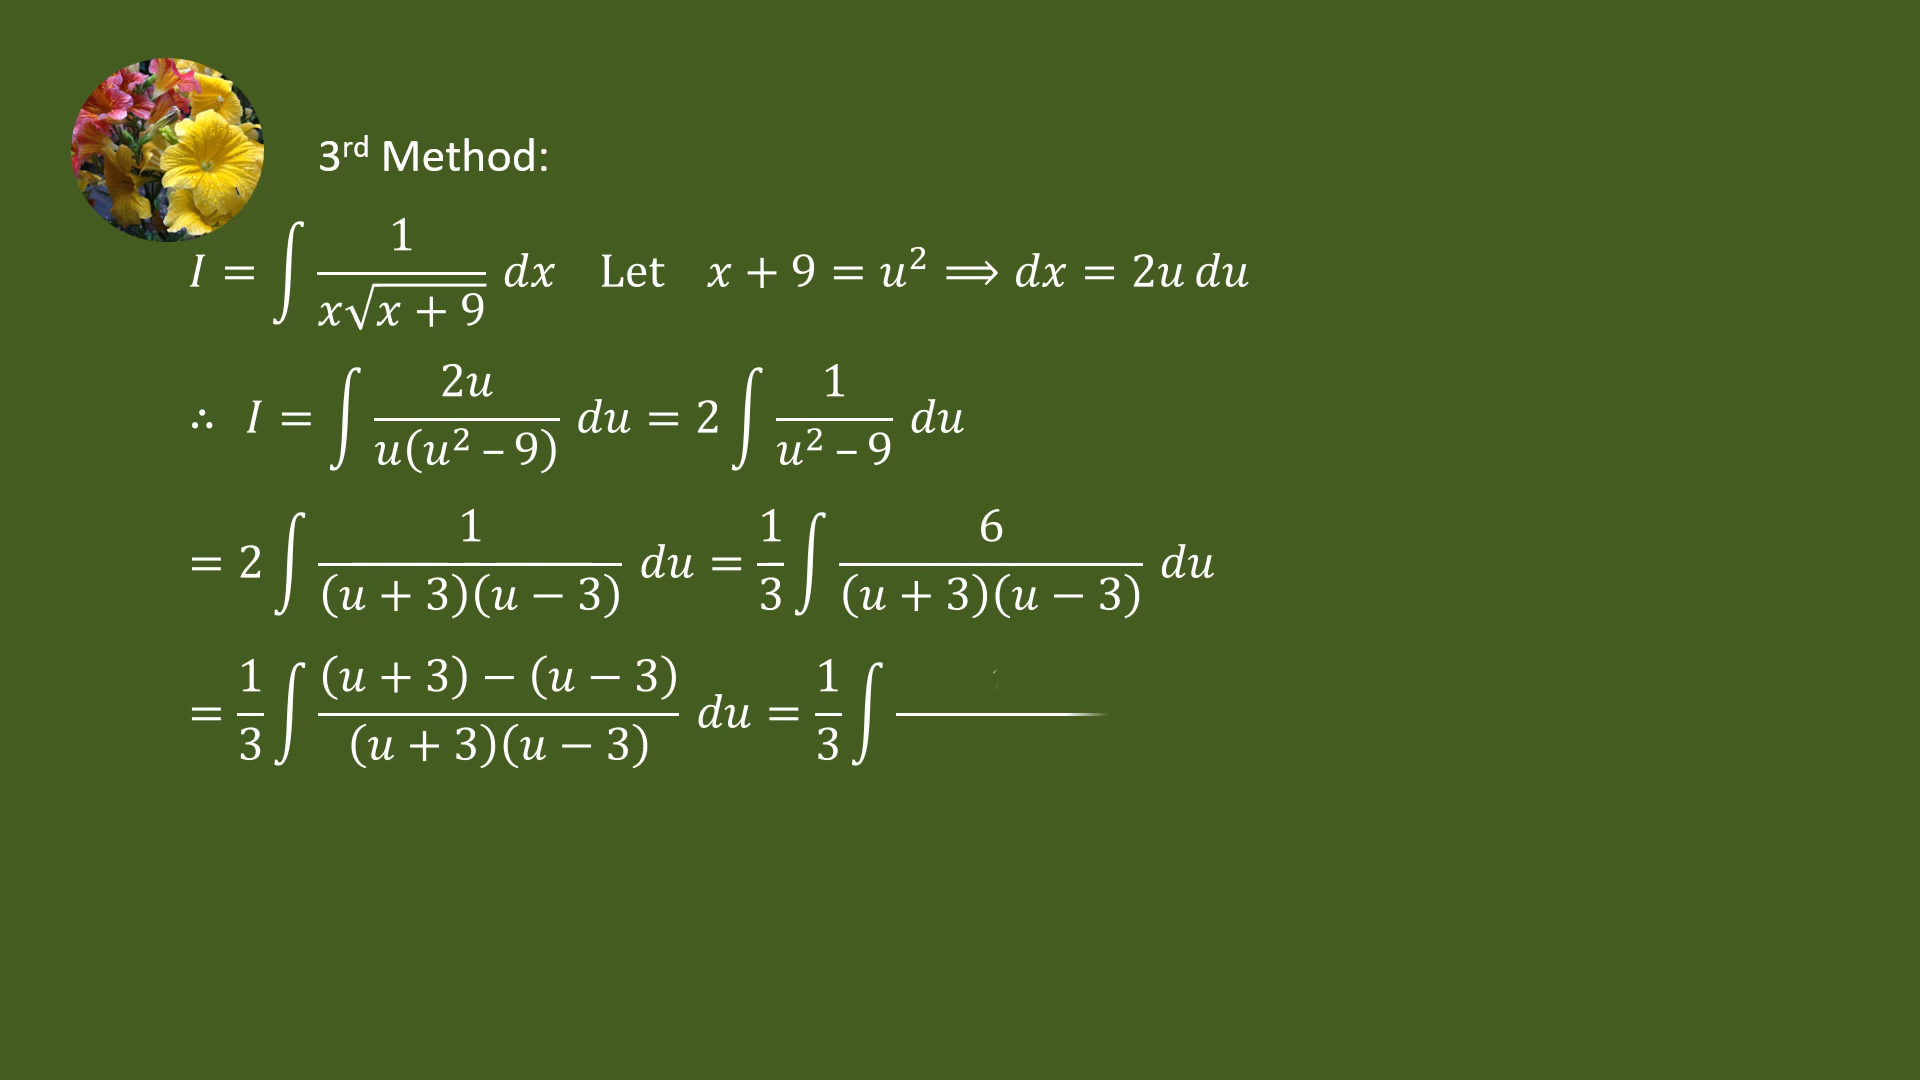 3rd Method:
I = ∫ 1/(x√(x + 9)) dx Let x + 9 = u² ⟹ dx = 2u du
∴ I = ∫ 2u/(u(u² – 9)) du = 2 ∫ 1/(u² – 9) du
= 2 ∫ 1/((u + 3)(u − 3)) du = 1/3 ∫ 6/((u + 3)(u − 3)) du
= 1/3 ∫ ((u + 3) − (u − 3))/((u + 3)(u − 3)) du = 1/3 ∫